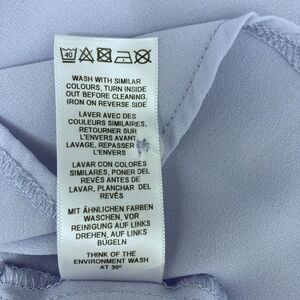 40
WASH WITH SIMILAR
COLOURS, TURN INSIDE
OUT BEFORE CLEANING,
IRON ON REVERSE SIDE
LAVER AVEC DES
COULEURS SIMILAIRES,
RETOURNER SUR
L'ENVERS AVANT
LAVAGE, REPASSER
L'ENVERS
LAVAR CON COLORES
SIMILARES, PONER DEL
REVÉS ANTES DE
LAVAR, PLANCHAR DEL
REVÉS
MIT ÄHNLICHEN FARBEN
WASCHEN, VOR
REINIGUNG AUF LINKS
DREHEN, AUF LINKS
BÜGELN
THINK OF THE
ENVIRONMENT WASH
AT 30°